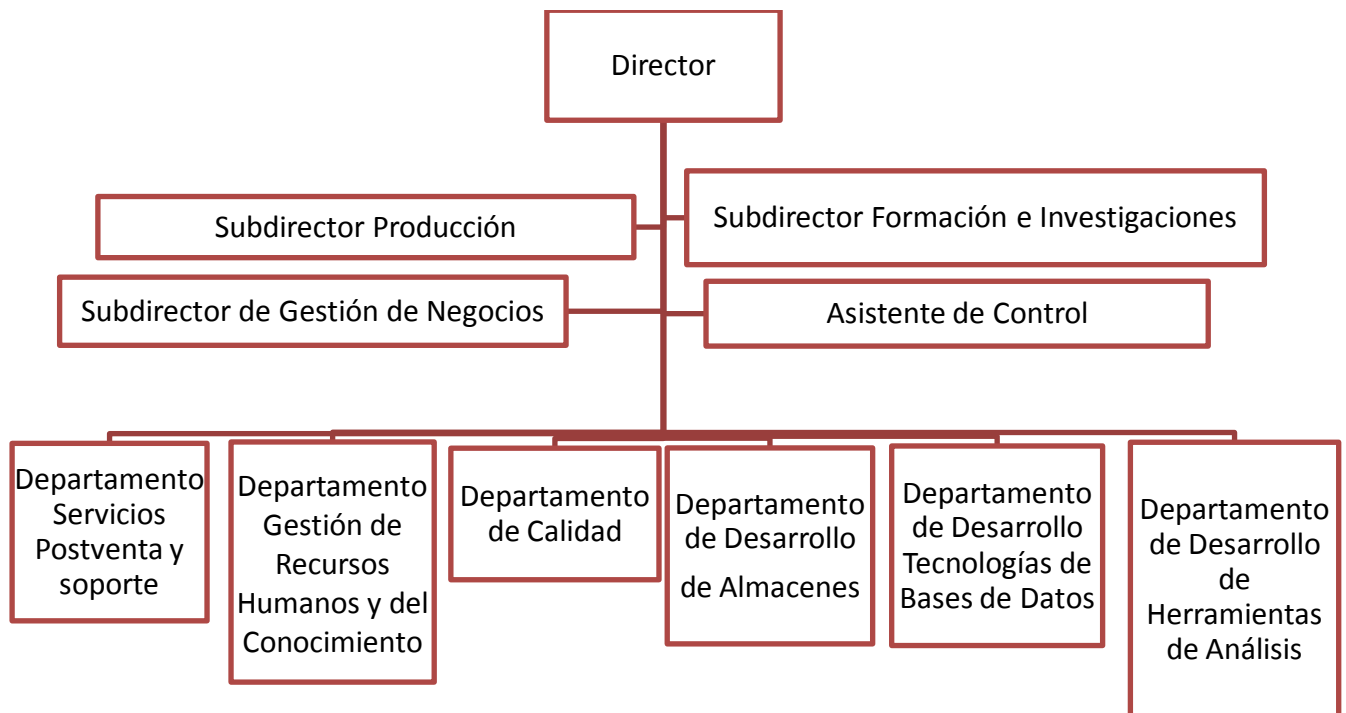 Director
Subdirector Producción
Subdirector Formación e Investigaciones
Subdirector de Gestión de Negocios
Asistente de Control
Departamento
Servicios
Postventa y
soporte
Departamento
Gestión de
Recursos
Humanos y del
Conocimiento
Departamento
de Calidad
Departamento
de Desarrollo
de Almacenes
Departamento
de Desarrollo
Tecnologías de
Bases de Datos
Departamento
de Desarrollo
de
Herramientas
de Análisis